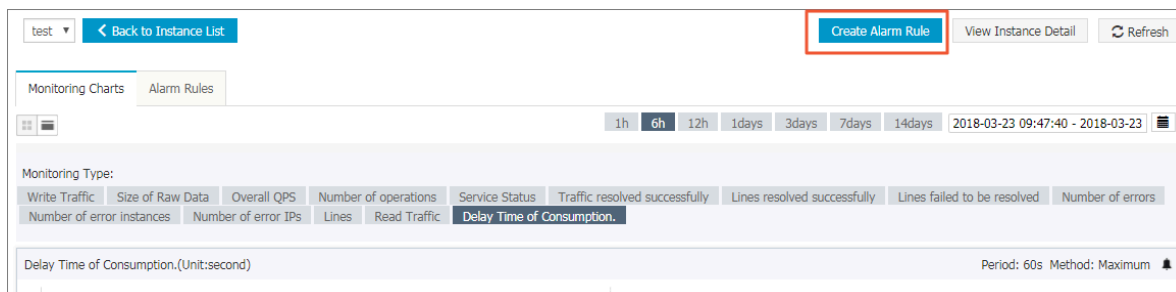 test Back to Instance List Create Alarm Rule View Instance Detail Refresh
Monitoring Charts Alarm Rules
1h 6h 12h 1days 3days 7days 14days 2018-03-23 09:47:40 - 2018-03-23
Monitoring Type:
Write Traffic Size of Raw Data Overall QPS Number of operations Service Status Traffic resolved successfully Lines resolved successfully Lines failed to be resolved Number of errors
Number of error instances Number of error IPs Lines Read Traffic Delay Time of Consumption.
Delay Time of Consumption.(Unit:second) Period: 60s Method: Maximum